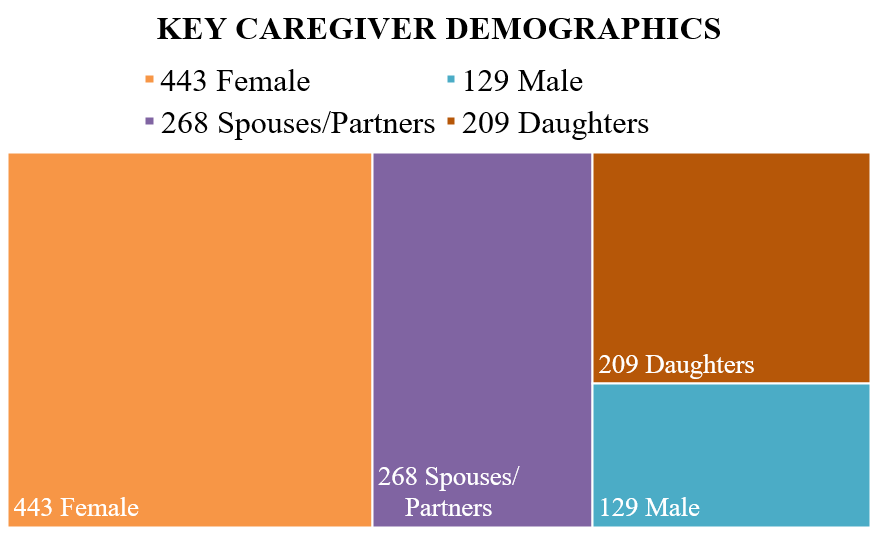 KEY CAREGIVER DEMOGRAPHICS
443 Female
129 Male
268 Spouses/Partners
209 Daughters
443 Female
268 Spouses/
Partners
209 Daughters
129 Male